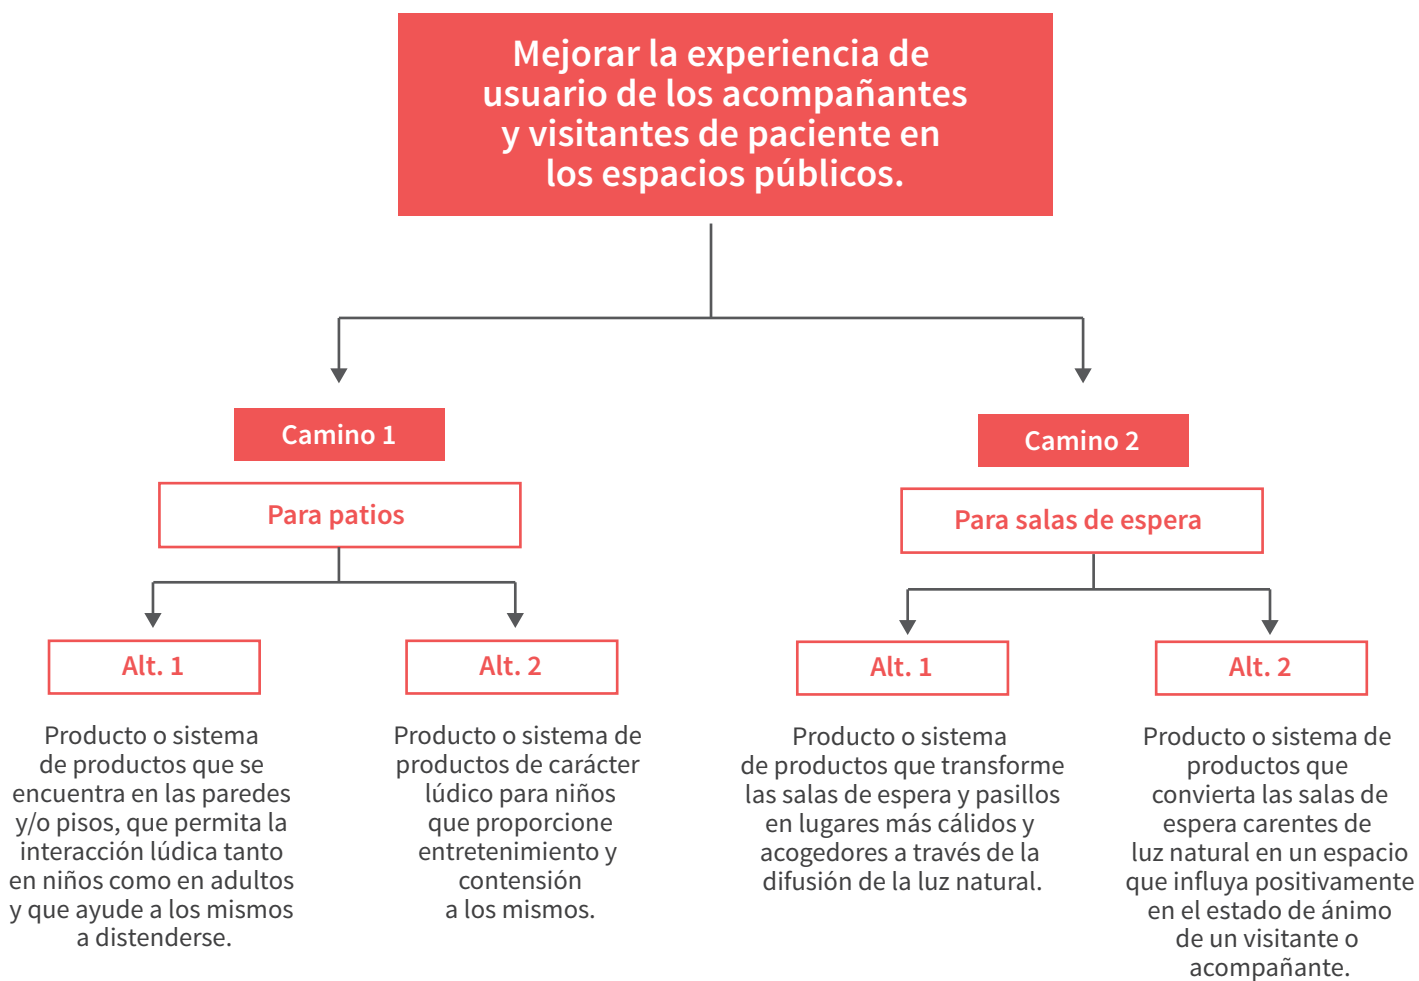 Mejorar la experiencia de
usuario de los acompañantes
y visitantes de paciente en
los espacios públicos.
Camino 1
Para patios
Alt. 1
Producto o sistema
de productos que se
encuentra en las paredes
y/o pisos, que permita la
interacción lúdica tanto
en niños como en adultos
y que ayude a los mismos
a distenderse.
Alt. 2
Producto o sistema de
productos de carácter
lúdico para niños
que proporcione
entretenimiento y
contensión
a los mismos.
Camino 2
Para salas de espera
Alt. 1
Producto o sistema
de productos que transforme
las salas de espera y pasillos
en lugares más cálidos y
acogedores a través de la
difusión de la luz natural.
Alt. 2
Producto o sistema de
productos que
convierta las salas de
espera carentes de
luz natural en un espacio
que influya positivamente
en el estado de ánimo
de un visitante o
acompañante.